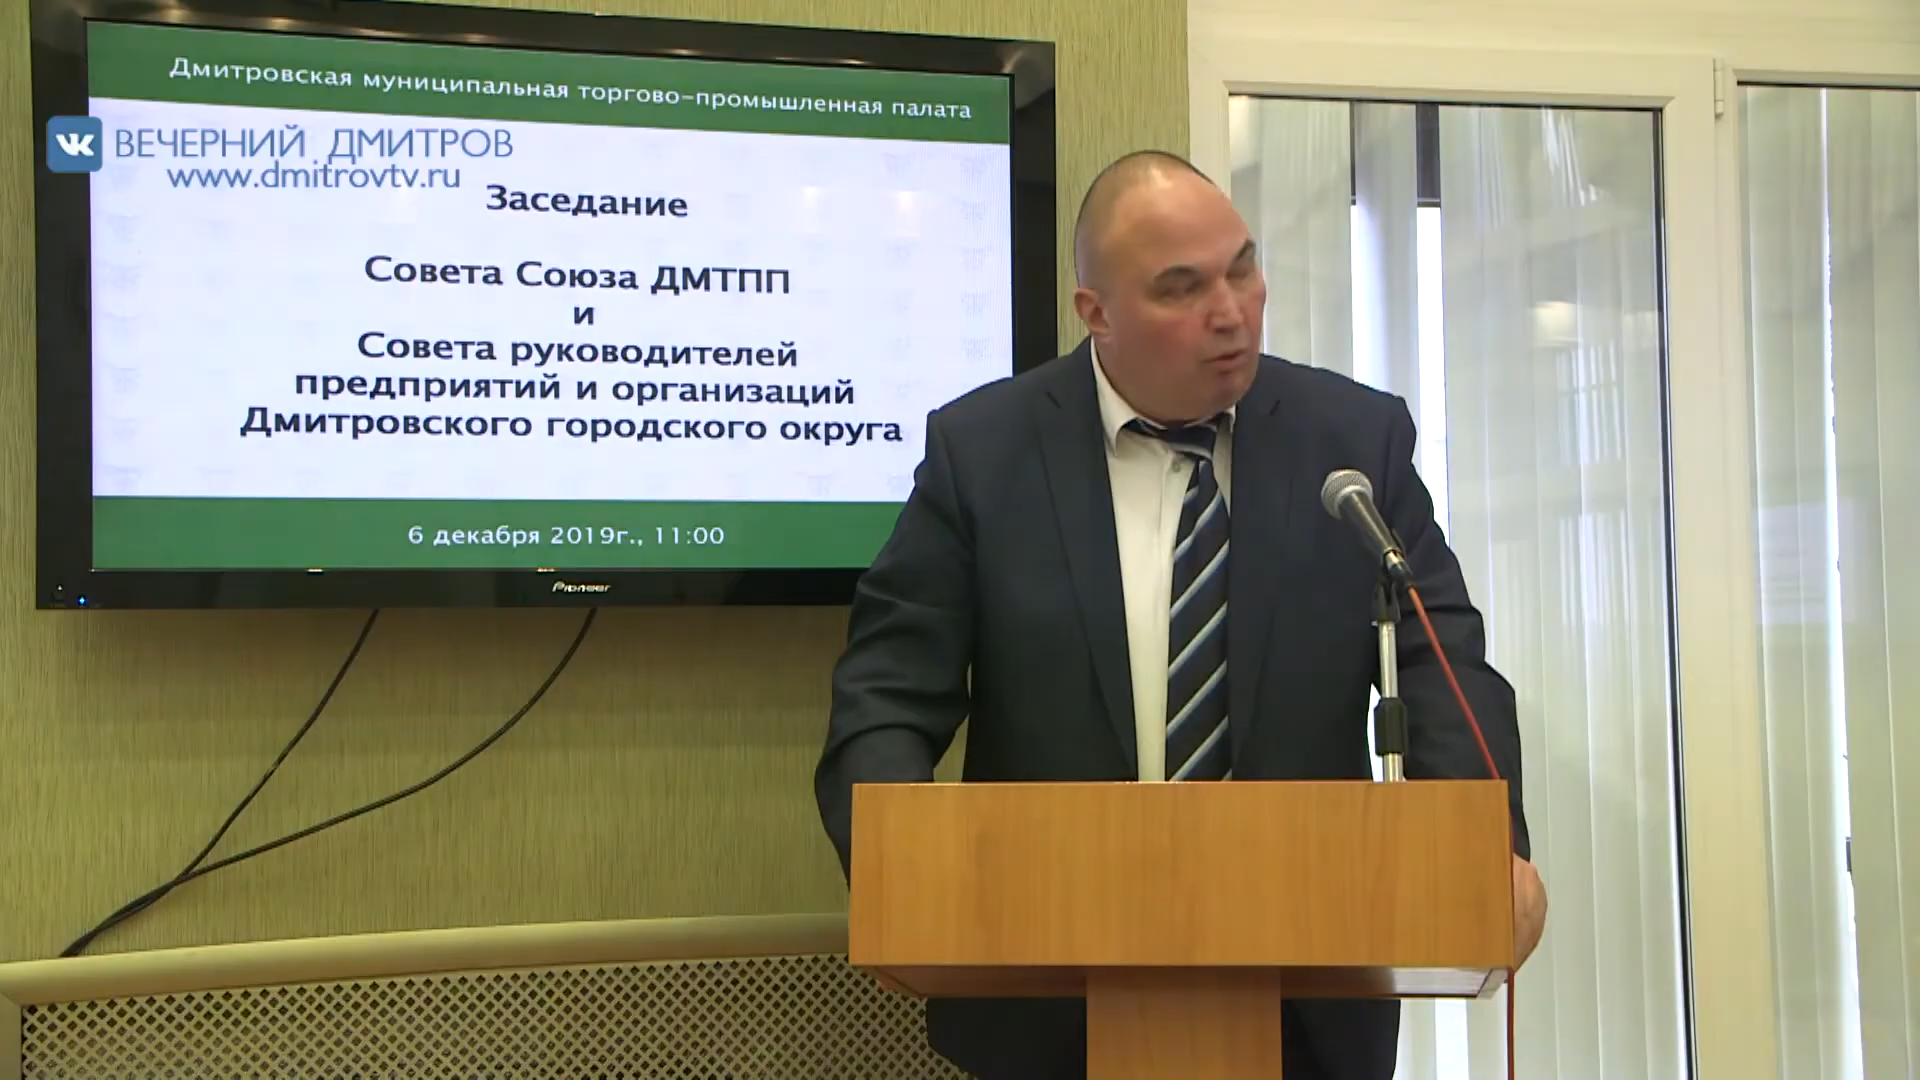 Дмитровская муниципальная торгово-промышленная палата
ВЕЧЕРНИЙ ДМИТРОВ
www.dmitrovtv.ru
Заседание
Совета Союза ДМТПП
и
Совета руководителей
предприятий и организаций
Дмитровского городского округа
6 декабря 2019г., 11:00
Pioneer